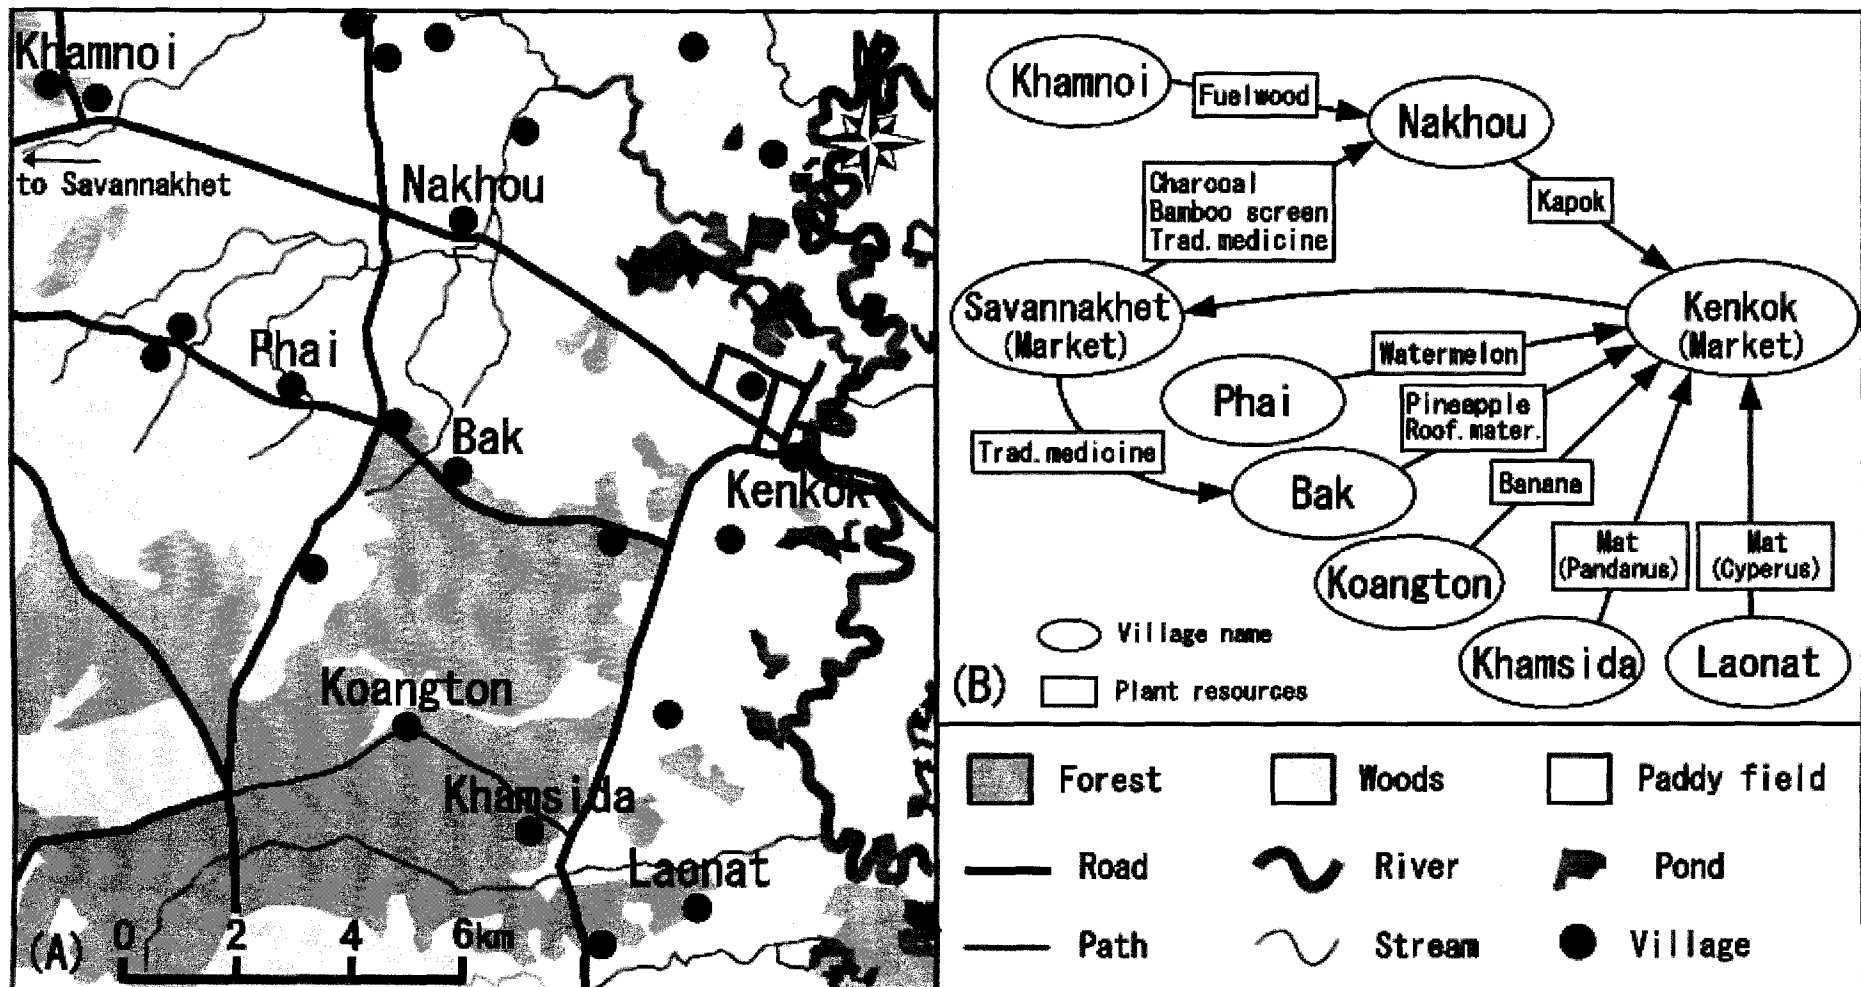 Khamnoi
to Savannakhet
Nakhou
Phai
Bak
Kenkok
Koangton
Khamsida
Laonat
(A)
0 2 4 6km
N
Khamnoi
Fuelwood
Nakhou
Charcoal
Bamboo screen
Trad. medicine
Kapok
Savannakhet
(Market)
Kenkok
(Market)
Watermelon
Phai
Pineapple
Roof. mater.
Trad. medicine
Bak
Banana
Koangton
Mat
(Pandanus)
Mat
(Cyperus)
Khamsida
Laonat
Village name
Plant resources
(B)
Forest
Woods
Paddy field
Road
River
Pond
Path
Stream
Village